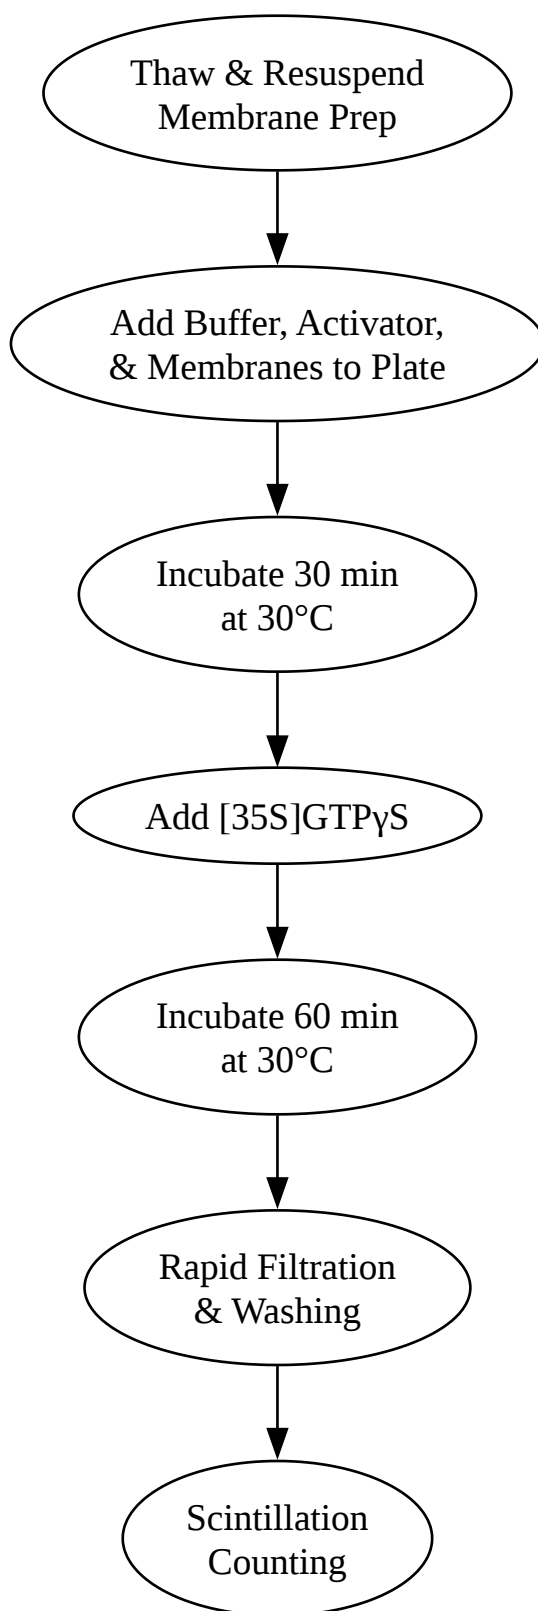 Thaw & Resuspend
Membrane Prep
Add Buffer, Activator,
& Membranes to Plate
Incubate 30 min
at 30°C
Add [35S]GTPγS
Incubate 60 min
at 30°C
Rapid Filtration
& Washing
Scintillation
Counting